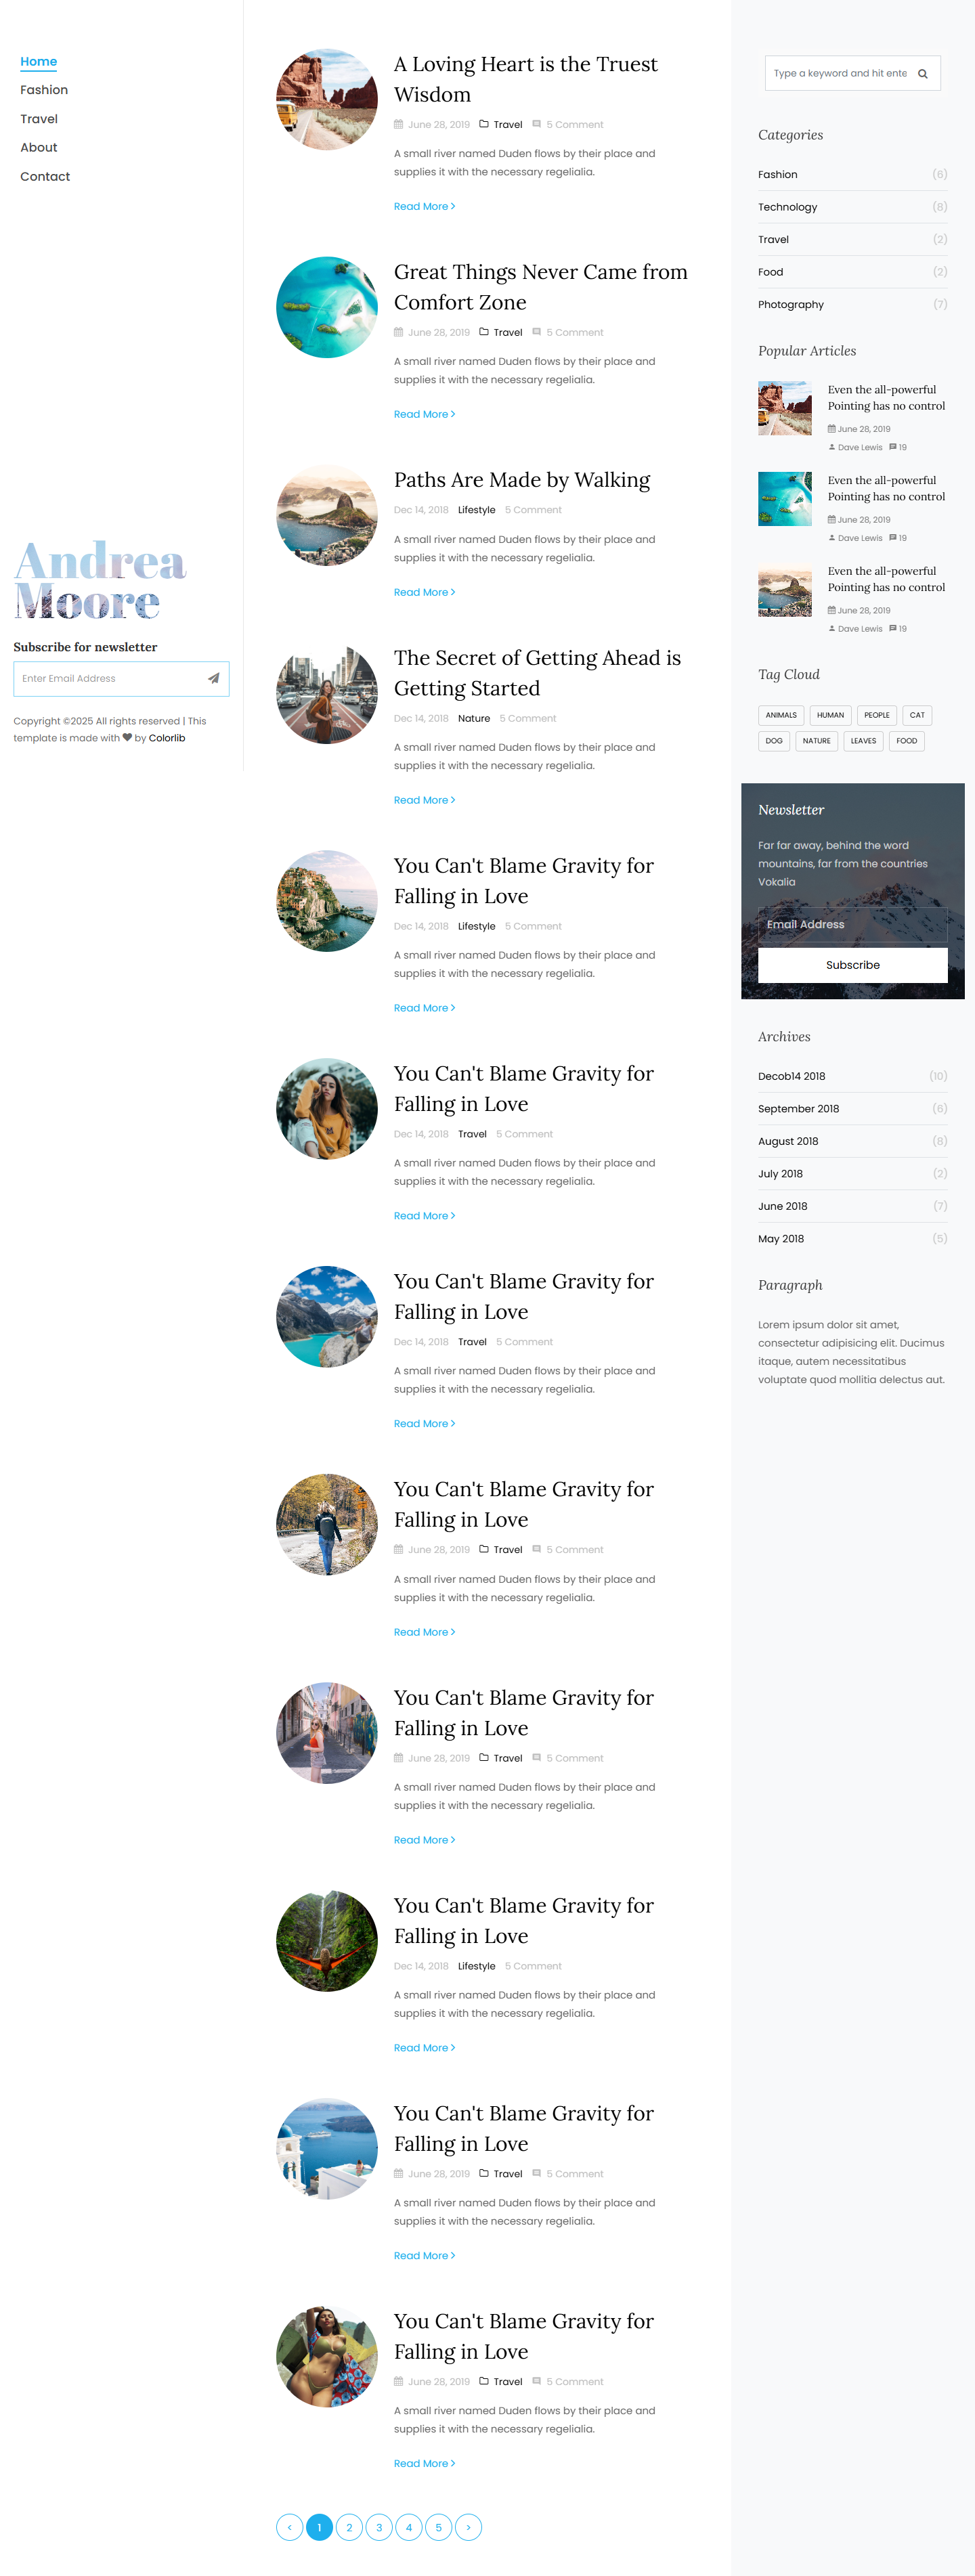 Home
Fashion
Travel
About
Contact
Andrea
Moore
Subscribe for newsletter
Enter Email Address
Copyright ©2025 All rights reserved | This
template is made with by Colorlib
A Loving Heart is the Truest
Wisdom
June 28, 2019 Travel 5 Comment
A small river named Duden flows by their place and
supplies it with the necessary regelialia.
Read More >
Great Things Never Came from
Comfort Zone
June 28, 2019 Travel 5 Comment
A small river named Duden flows by their place and
supplies it with the necessary regelialia.
Read More >
Paths Are Made by Walking
Dec 14, 2018 Lifestyle 5 Comment
A small river named Duden flows by their place and
supplies it with the necessary regelialia.
Read More >
The Secret of Getting Ahead is
Getting Started
Dec 14, 2018 Nature 5 Comment
A small river named Duden flows by their place and
supplies it with the necessary regelialia.
Read More >
You Can't Blame Gravity for
Falling in Love
Dec 14, 2018 Lifestyle 5 Comment
A small river named Duden flows by their place and
supplies it with the necessary regelialia.
Read More >
You Can't Blame Gravity for
Falling in Love
Dec 14, 2018 Travel 5 Comment
A small river named Duden flows by their place and
supplies it with the necessary regelialia.
Read More >
You Can't Blame Gravity for
Falling in Love
Dec 14, 2018 Travel 5 Comment
A small river named Duden flows by their place and
supplies it with the necessary regelialia.
Read More >
You Can't Blame Gravity for
Falling in Love
June 28, 2019 Travel 5 Comment
A small river named Duden flows by their place and
supplies it with the necessary regelialia.
Read More >
You Can't Blame Gravity for
Falling in Love
June 28, 2019 Travel 5 Comment
A small river named Duden flows by their place and
supplies it with the necessary regelialia.
Read More >
You Can't Blame Gravity for
Falling in Love
Dec 14, 2018 Lifestyle 5 Comment
A small river named Duden flows by their place and
supplies it with the necessary regelialia.
Read More >
You Can't Blame Gravity for
Falling in Love
June 28, 2019 Travel 5 Comment
A small river named Duden flows by their place and
supplies it with the necessary regelialia.
Read More >
You Can't Blame Gravity for
Falling in Love
June 28, 2019 Travel 5 Comment
A small river named Duden flows by their place and
supplies it with the necessary regelialia.
Read More >
< 1 2 3 4 5 >
Type a keyword and hit ente
Categories
Fashion (6)
Technology (8)
Travel (2)
Food (2)
Photography (7)
Popular Articles
Even the all-powerful
Pointing has no control
June 28, 2019
Dave Lewis 19
Even the all-powerful
Pointing has no control
June 28, 2019
Dave Lewis 19
Even the all-powerful
Pointing has no control
June 28, 2019
Dave Lewis 19
Tag Cloud
ANIMALS HUMAN PEOPLE CAT
DOG NATURE LEAVES FOOD
Newsletter
Far far away, behind the word
mountains, far from the countries
Vokalia
Email Address
Subscribe
Archives
Decob14 2018 (10)
September 2018 (6)
August 2018 (8)
July 2018 (2)
June 2018 (7)
May 2018 (5)
Paragraph
Lorem ipsum dolor sit amet,
consectetur adipisicing elit. Ducimus
itaque, autem necessitatibus
voluptate quod mollitia delectus aut.